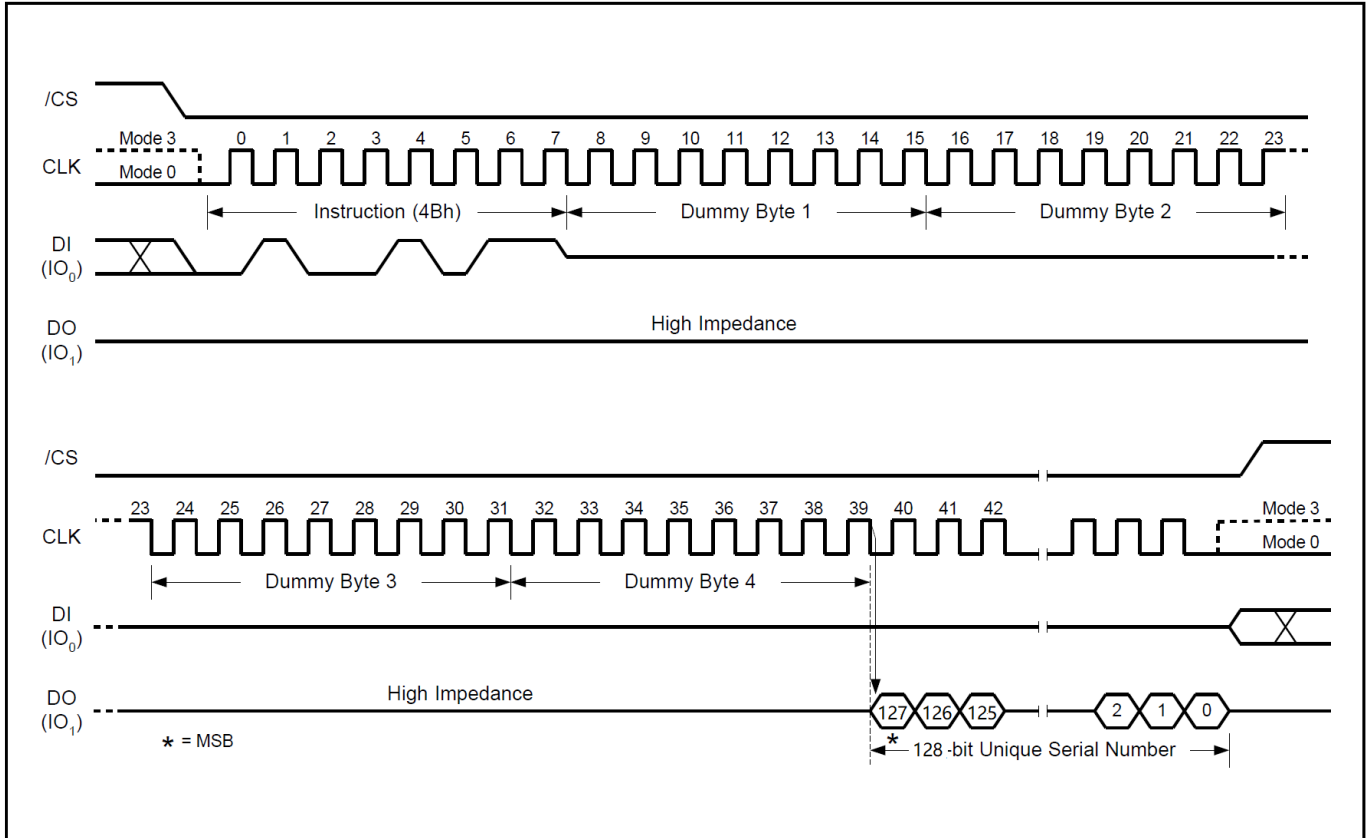 /CS
Mode 3 0 1 2 3 4 5 6 7 8 9 10 11 12 13 14 15 16 17 18 19 20 21 22 23
CLK
Mode 0
Instruction (4Bh) Dummy Byte 1 Dummy Byte 2
DI
(IO0)
High Impedance
DO
(IO1)
/CS
23 24 25 26 27 28 29 30 31 32 33 34 35 36 37 38 39 40 41 42 Mode 3
CLK
Mode 0
Dummy Byte 3 Dummy Byte 4
DI
(IO0)
High Impedance
DO
(IO1)
127 126 125 2 1 0
* = MSB
*
128 -bit Unique Serial Number